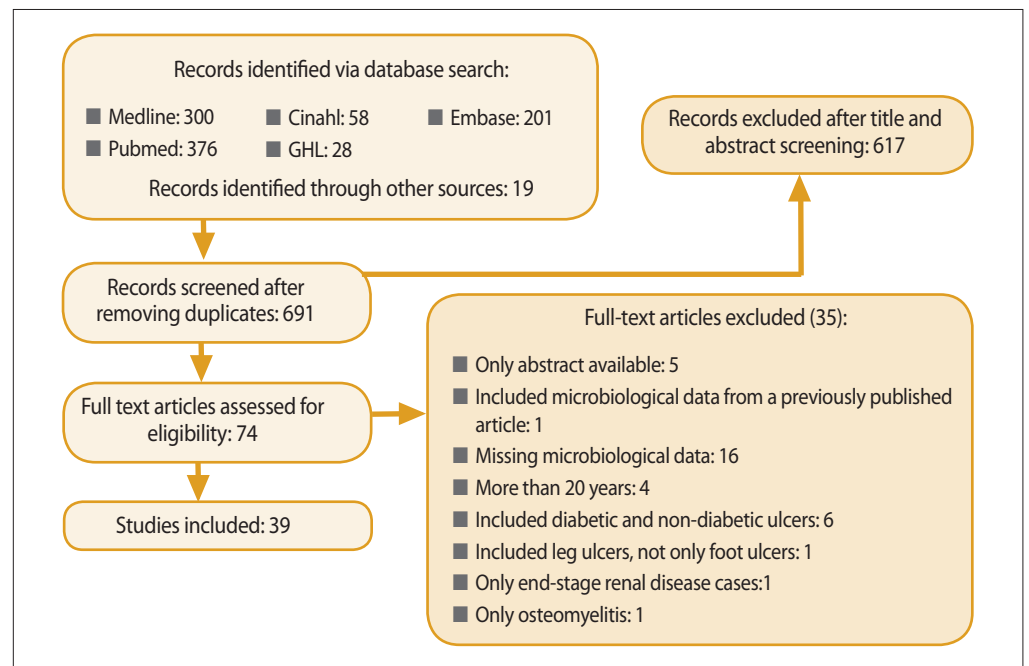 Records identified via database search:
■ Medline: 300 ■ Cinahl: 58 ■ Embase: 201
■ Pubmed: 376 ■ GHL: 28
Records identified through other sources: 19
Records excluded after title and
abstract screening: 617
Records screened after
removing duplicates: 691
Full text articles assessed for
eligibility: 74
Studies included: 39
Full-text articles excluded (35):
■ Only abstract available: 5
■ Included microbiological data from a previously published
article: 1
■ Missing microbiological data: 16
■ More than 20 years: 4
■ Included diabetic and non-diabetic ulcers: 6
■ Included leg ulcers, not only foot ulcers: 1
■ Only end-stage renal disease cases:1
■ Only osteomyelitis: 1